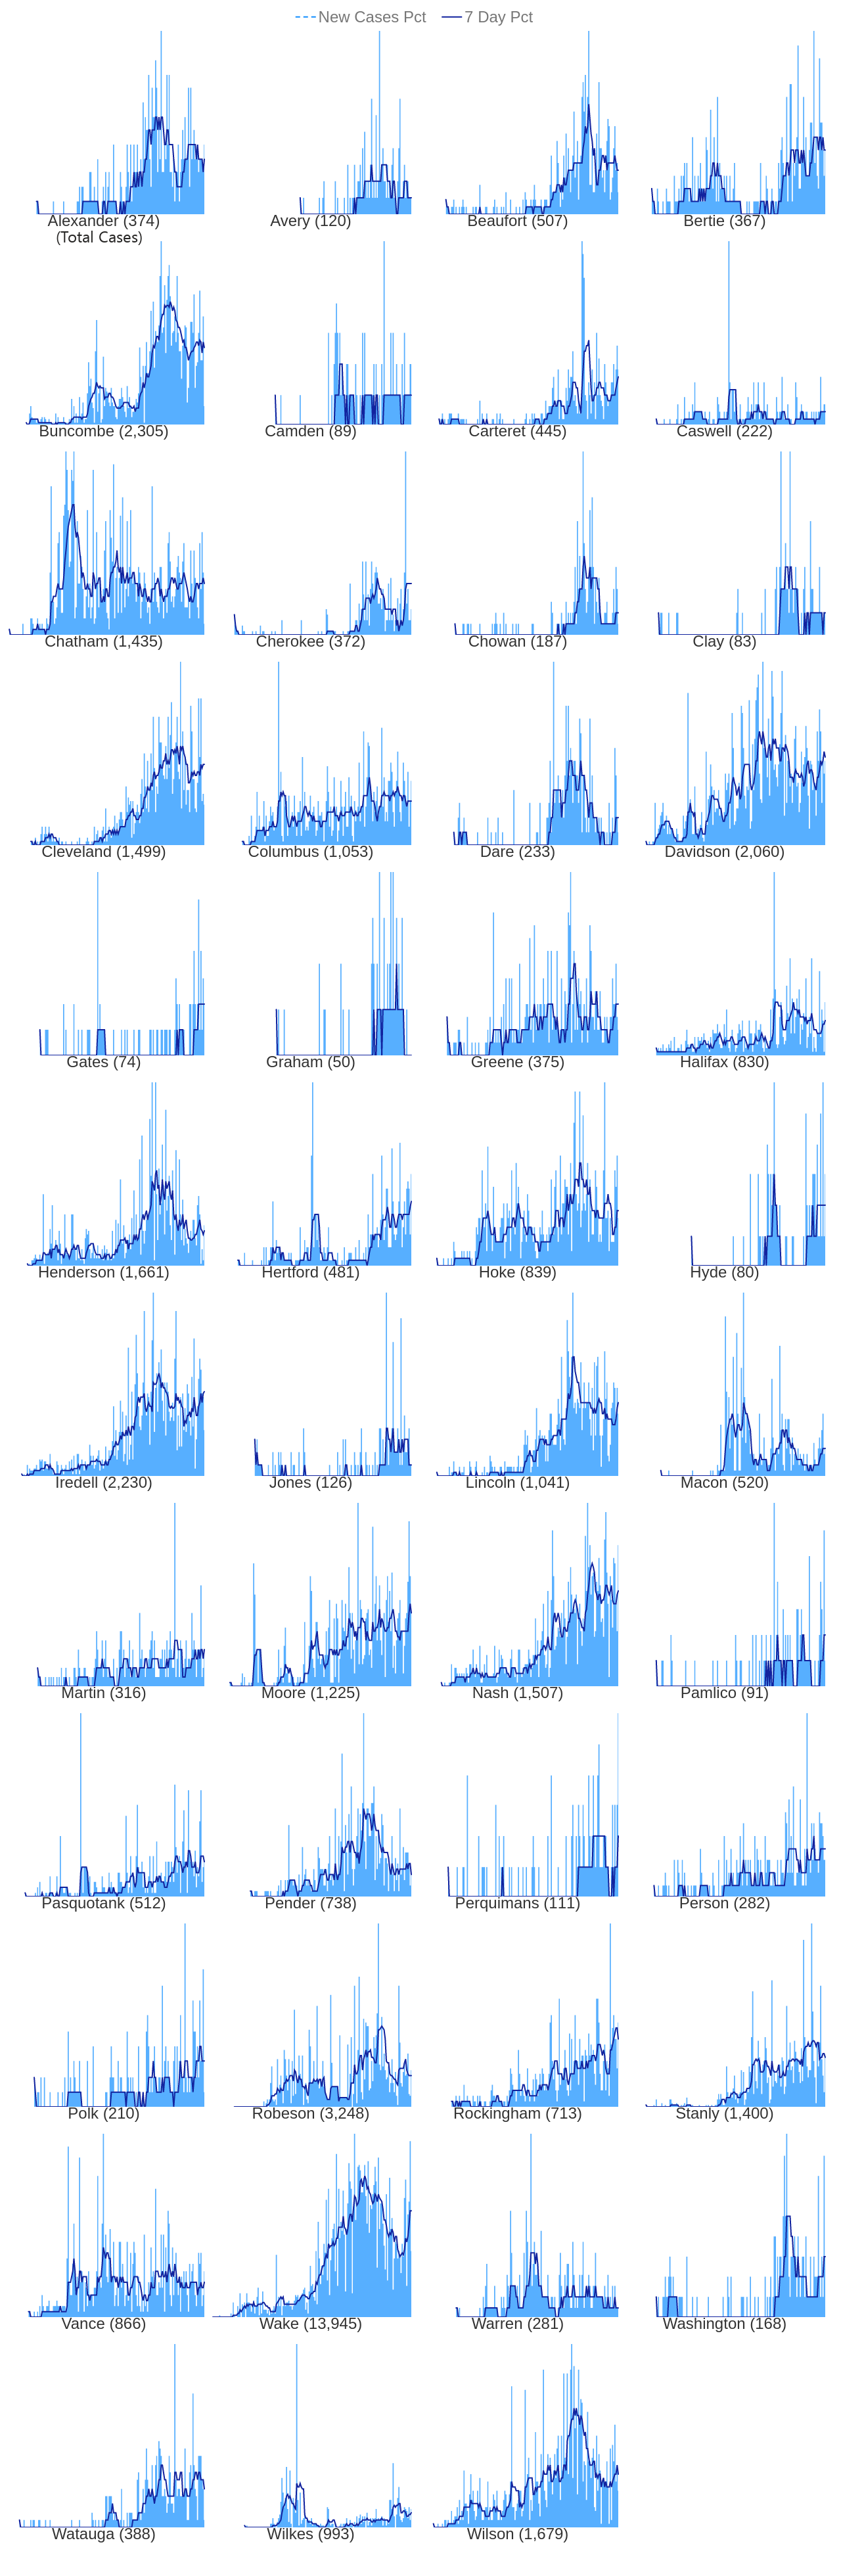 New Cases Pct 7 Day Pct
Alexander (374) Avery (120) Beaufort (507) Bertie (367)
(Total Cases)
Buncombe (2,305) Camden (89) Carteret (445) Caswell (222)
Chatham (1,435) Cherokee (372) Chowan (187) Clay (83)
Cleveland (1,499) Columbus (1,053) Dare (233) Davidson (2,060)
Gates (74) Graham (50) Greene (375) Halifax (830)
Henderson (1,661) Hertford (481) Hoke (839) Hyde (80)
Iredell (2,230) Jones (126) Lincoln (1,041) Macon (520)
Martin (316) Moore (1,225) Nash (1,507) Pamlico (91)
Pasquotank (512) Pender (738) Perquimans (111) Person (282)
Polk (210) Robeson (3,248) Rockingham (713) Stanly (1,400)
Vance (866) Wake (13,945) Warren (281) Washington (168)
Watauga (388) Wilkes (993) Wilson (1,679)